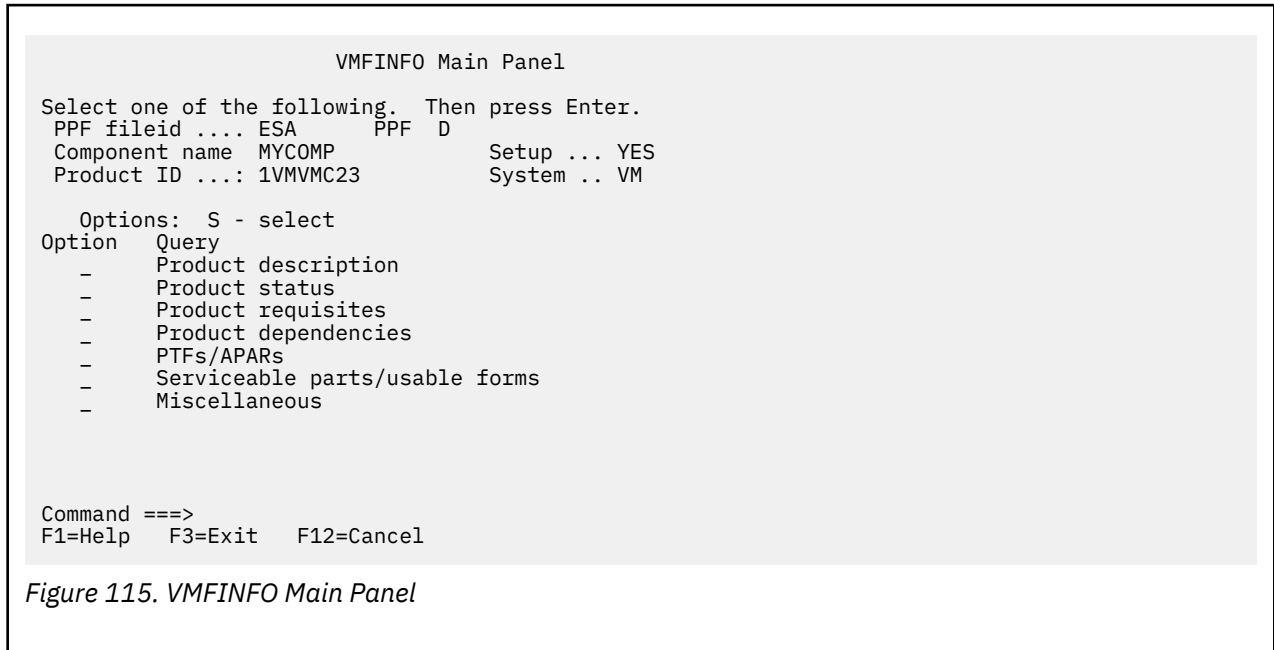 VMFINFO Main Panel
Select one of the following.  Then press Enter.
PPF fileid .... ESA      PPF  D
Component name  MYCOMP            Setup ... YES
Product ID ...: 1VMVMC23          System .. VM
Options:  S - select
Option   Query
_      Product description
_      Product status
_      Product requisites
_      Product dependencies
_      PTFs/APARs
_      Serviceable parts/usable forms
_      Miscellaneous
Command ===>
F1=Help   F3=Exit   F12=Cancel
Figure 115. VMFINFO Main Panel